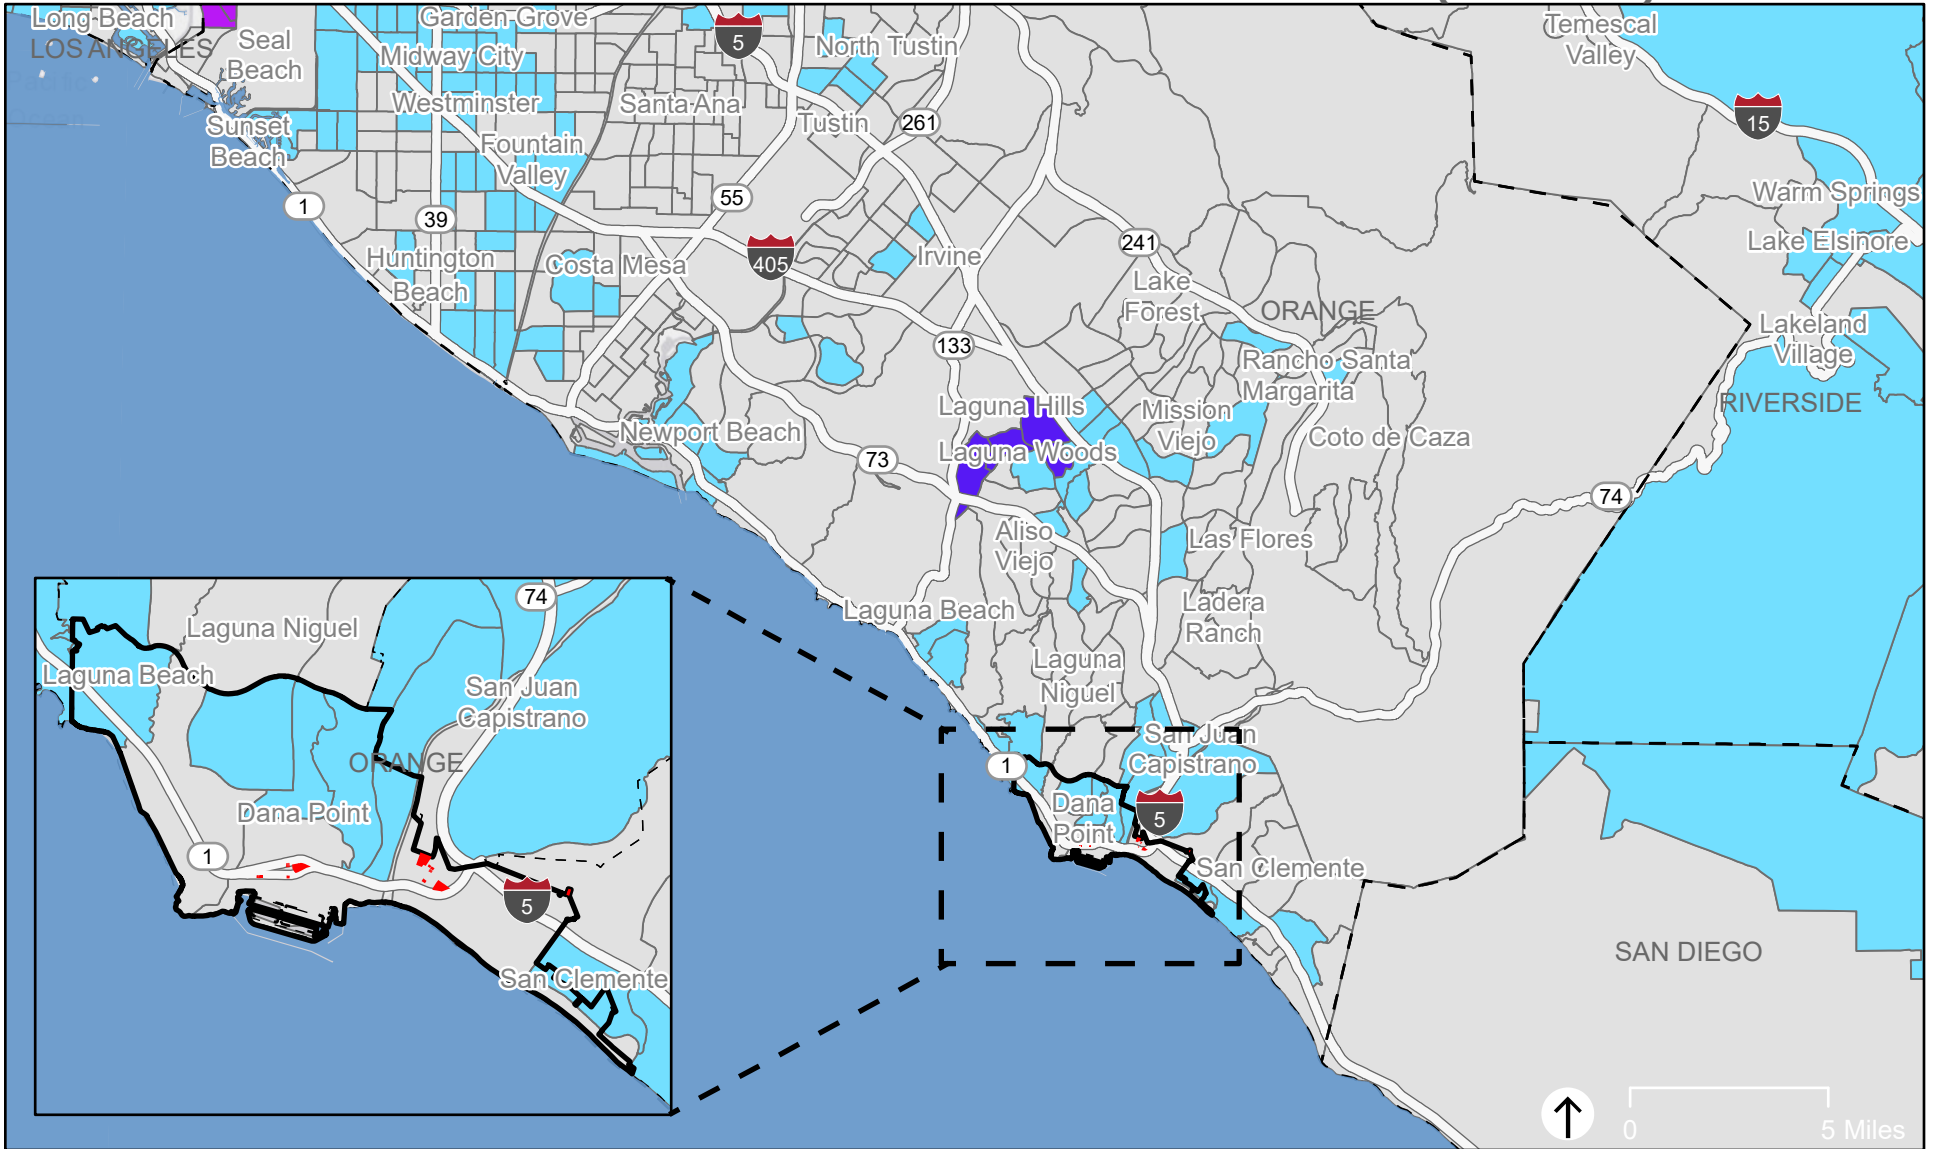 Long Beach
LOS ANGELES
Pacific
Ocean
Seal
Beach
Sunset
Beach
Garden Grove
Midway City
Westminster
Fountain
Valley
Santa Ana
5
North Tustin
Tustin
261
55
1
39
Huntington
Beach
Costa Mesa
405
Irvine
241
Lake
Forest
ORANGE
Temescal
Valley
15
Warm Springs
Lake Elsinore
Lakeland
Village
RIVERSIDE
133
Rancho Santa
Margarita
Laguna Hills
Mission
Viejo
Newport Beach
Laguna Woods
Coto de Caza
73
74
Aliso
Viejo
Las Flores
Laguna Beach
Ladera
Ranch
Laguna
Niguel
San Juan
Capistrano
1
Dana
Point
5
San Clemente
SAN DIEGO
0
5 Miles
74
Laguna Niguel
Laguna Beach
San Juan
Capistrano
ORANGE
Dana Point
1
5
San Clemente